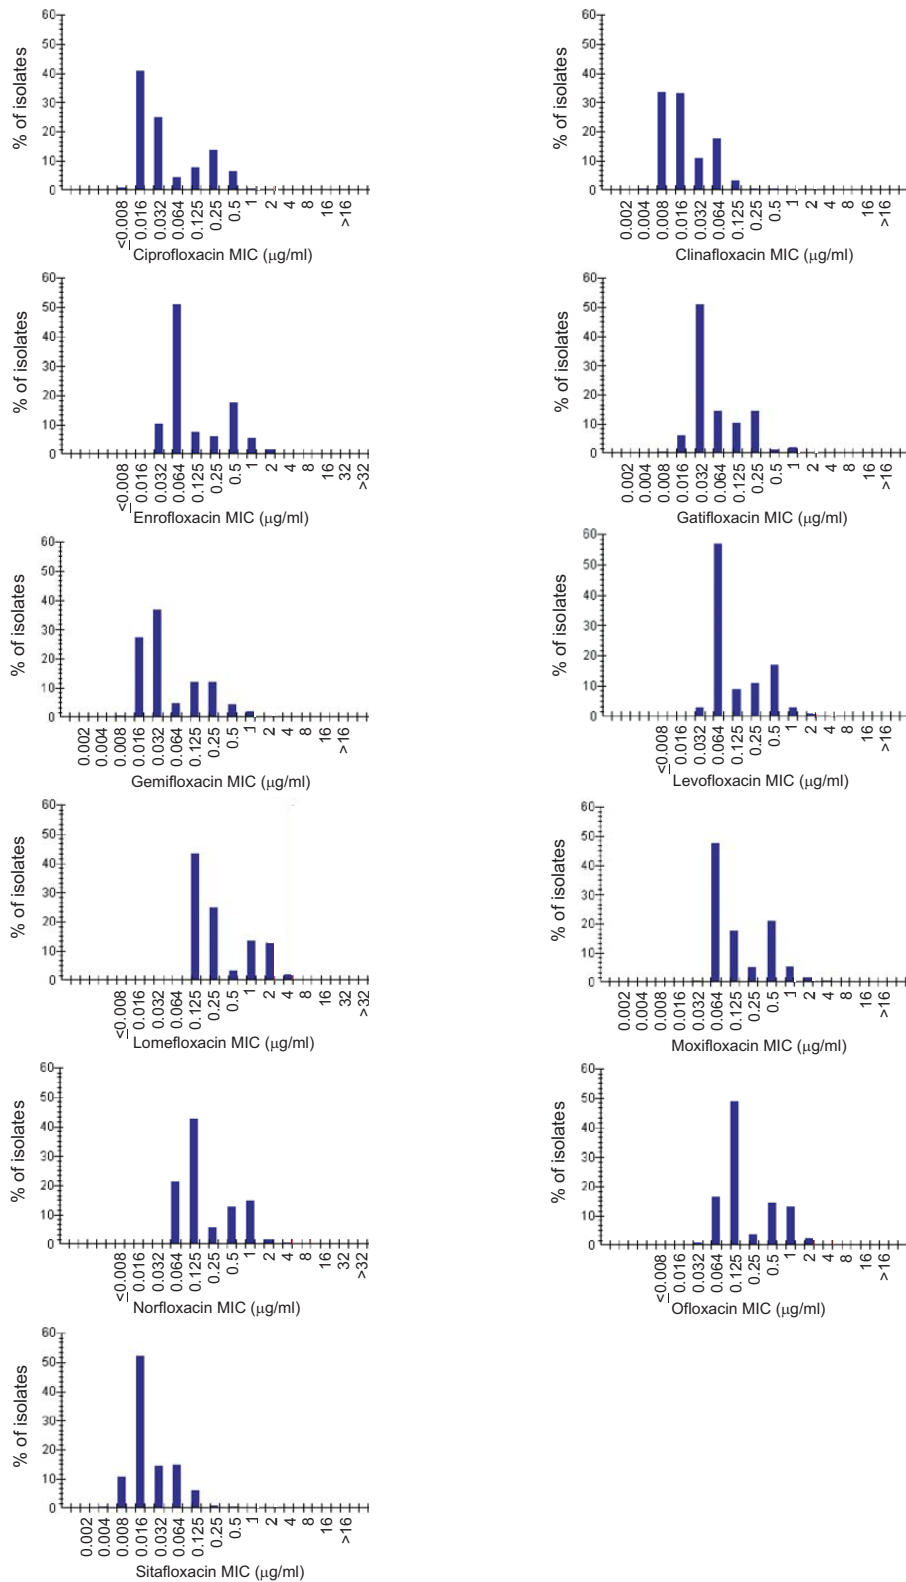 60
50
40
30
20
10
0
% of isolates
<0.008 0.016 0.032 0.064 0.125 0.25 0.5 1 2 4 8 16 >16
Ciprofloxacin MIC (μg/ml)
60
50
40
30
20
10
0
% of isolates
0.002 0.004 0.008 0.016 0.032 0.064 0.125 0.25 0.5 1 2 4 8 16 >16
Clinafloxacin MIC (μg/ml)
60
50
40
30
20
10
0
% of isolates
<0.008 0.016 0.032 0.064 0.125 0.25 0.5 1 2 4 8 16 32 >32
Enrofloxacin MIC (μg/ml)
60
50
40
30
20
10
0
% of isolates
0.002 0.004 0.008 0.016 0.032 0.064 0.125 0.25 0.5 1 2 4 8 16 >16
Gatifloxacin MIC (μg/ml)
60
50
40
30
20
10
0
% of isolates
0.002 0.004 0.008 0.016 0.032 0.064 0.125 0.25 0.5 1 2 4 8 16 >16
Gemifloxacin MIC (μg/ml)
60
50
40
30
20
10
0
% of isolates
<0.008 0.016 0.032 0.064 0.125 0.25 0.5 1 2 4 8 16 >16
Levofloxacin MIC (μg/ml)
60
50
40
30
20
10
0
% of isolates
<0.008 0.016 0.032 0.064 0.125 0.25 0.5 1 2 4 8 16 32 >32
Lomefloxacin MIC (μg/ml)
60
50
40
30
20
10
0
% of isolates
0.002 0.004 0.008 0.016 0.032 0.064 0.125 0.25 0.5 1 2 4 8 16 >16
Moxifloxacin MIC (μg/ml)
60
50
40
30
20
10
0
% of isolates
<0.008 0.016 0.032 0.064 0.125 0.25 0.5 1 2 4 8 16 32 >32
Norfloxacin MIC (μg/ml)
60
50
40
30
20
10
0
% of isolates
<0.008 0.016 0.032 0.064 0.125 0.25 0.5 1 2 4 8 16 >16
Ofloxacin MIC (μg/ml)
60
50
40
30
20
10
0
% of isolates
0.002 0.004 0.008 0.016 0.032 0.064 0.125 0.25 0.5 1 2 4 8 16 >16
Sitafloxacin MIC (μg/ml)